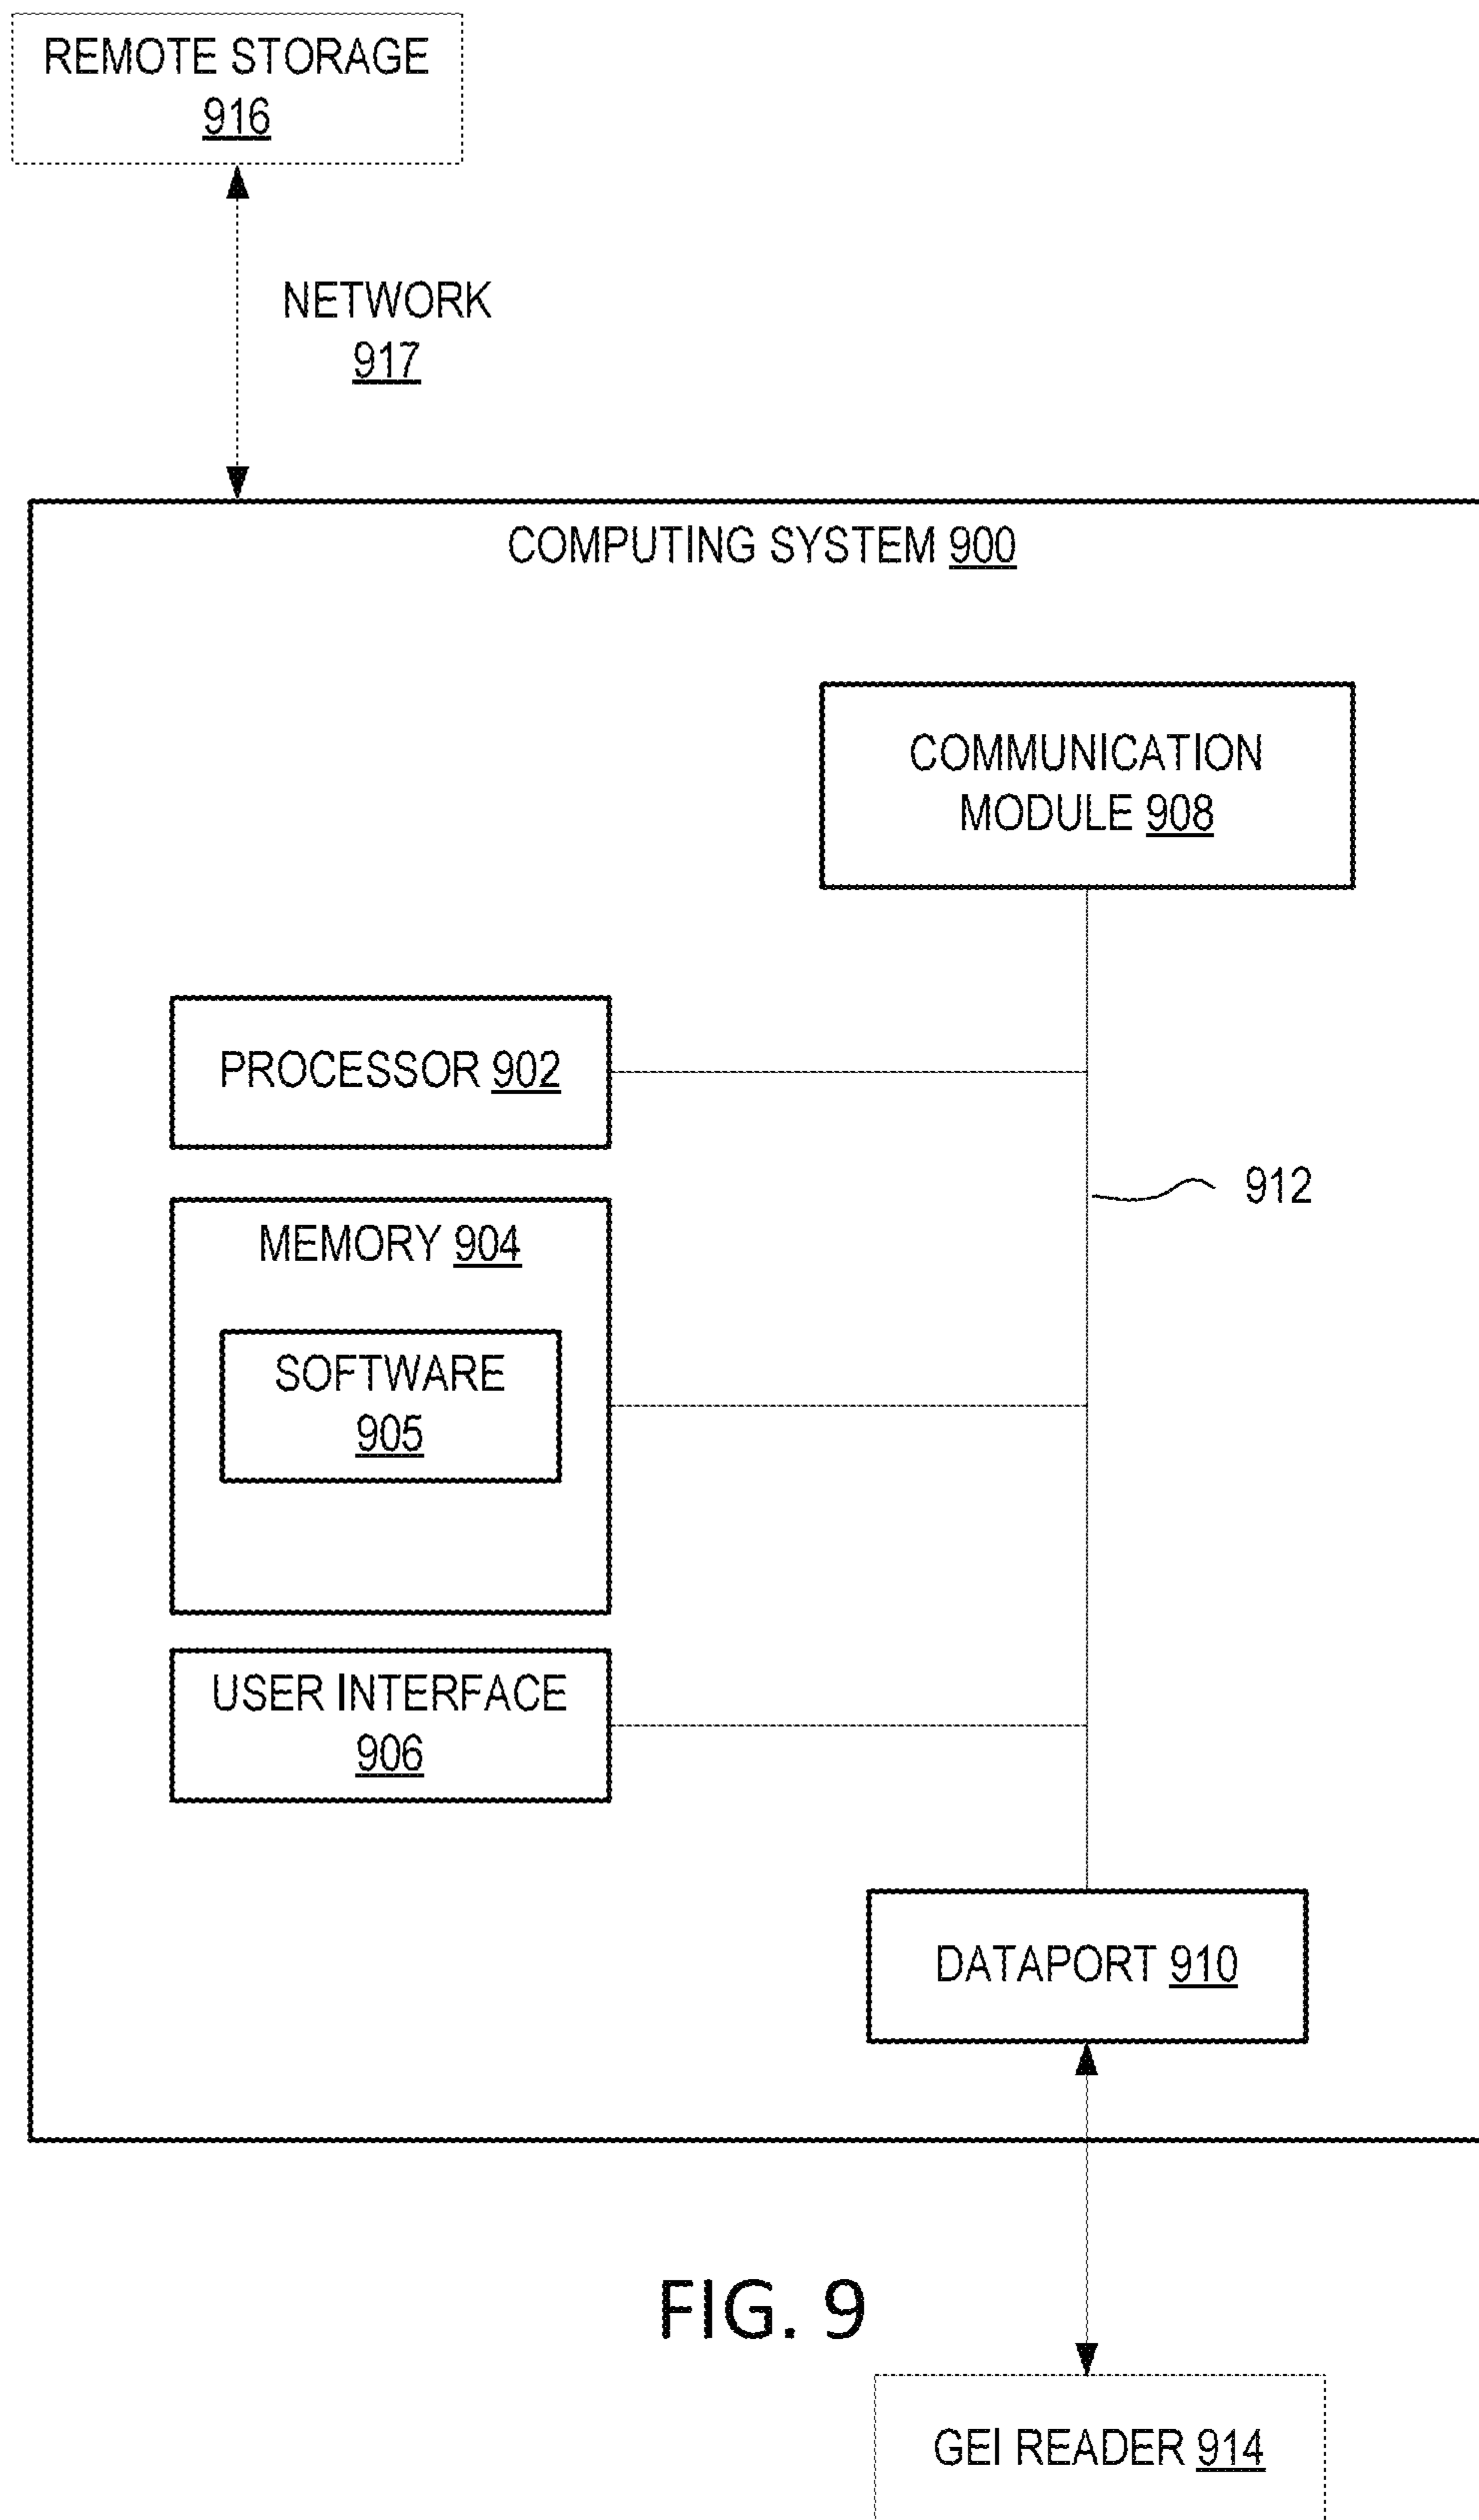 REMOTE STORAGE
916
NETWORK
917
COMPUTING SYSTEM 900
COMMUNICATION
MODULE 908
PROCESSOR 902
912
MEMORY 904
SOFTWARE
905
USER INTERFACE
906
DATAPORT 910
FIG. 9
GEI READER 914